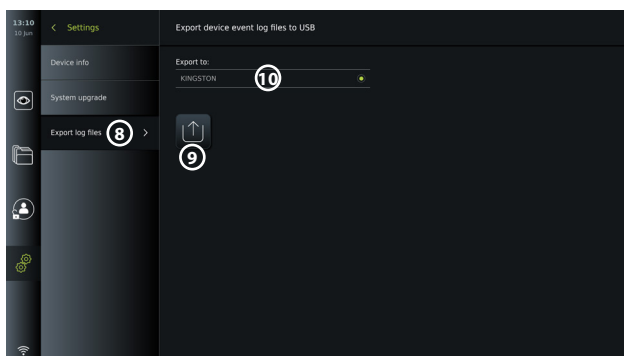 13:10
10 Jun
Settings
Export device event log files to USB
Device info
System upgrade
Export log files 8
Export to:
KINGSTON 10
9